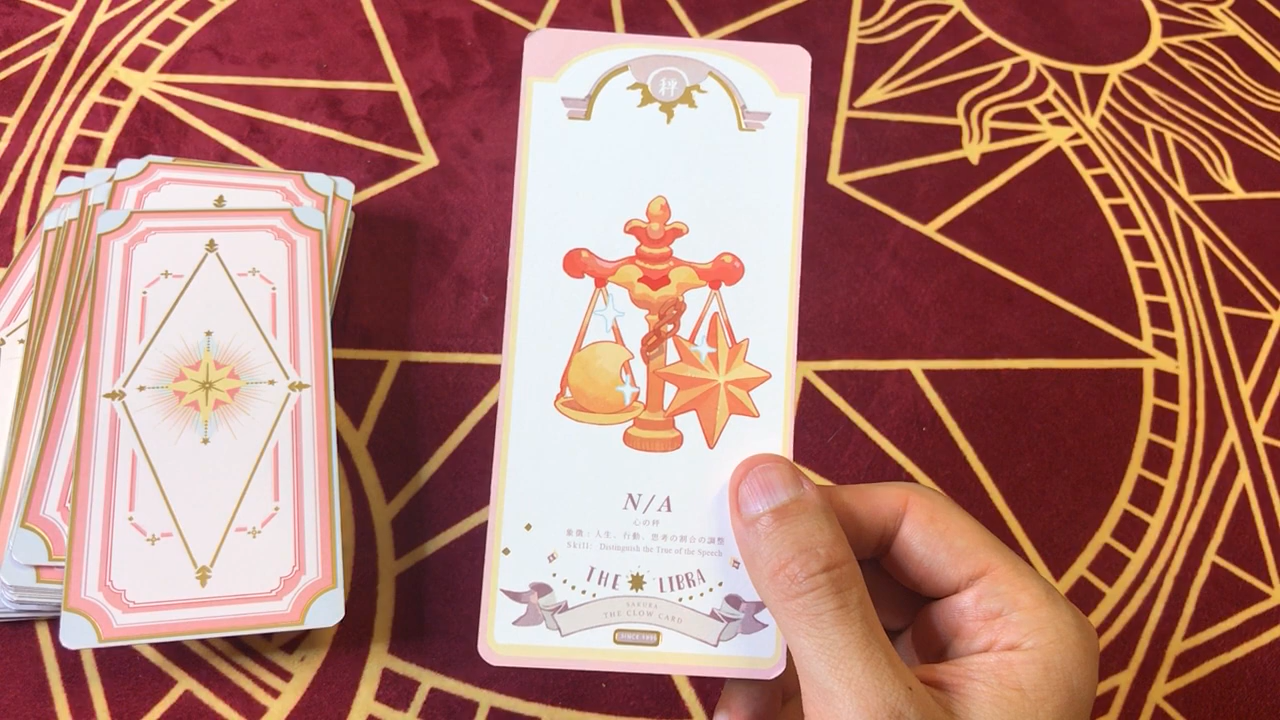 秤
N/A
心の秤
象徴：人生、行動、思考の割合の調整
Skill: Distinguish the True of the Speech
THE LIBRA
SAKURA
THE CLOW CARD
SINCE 1996